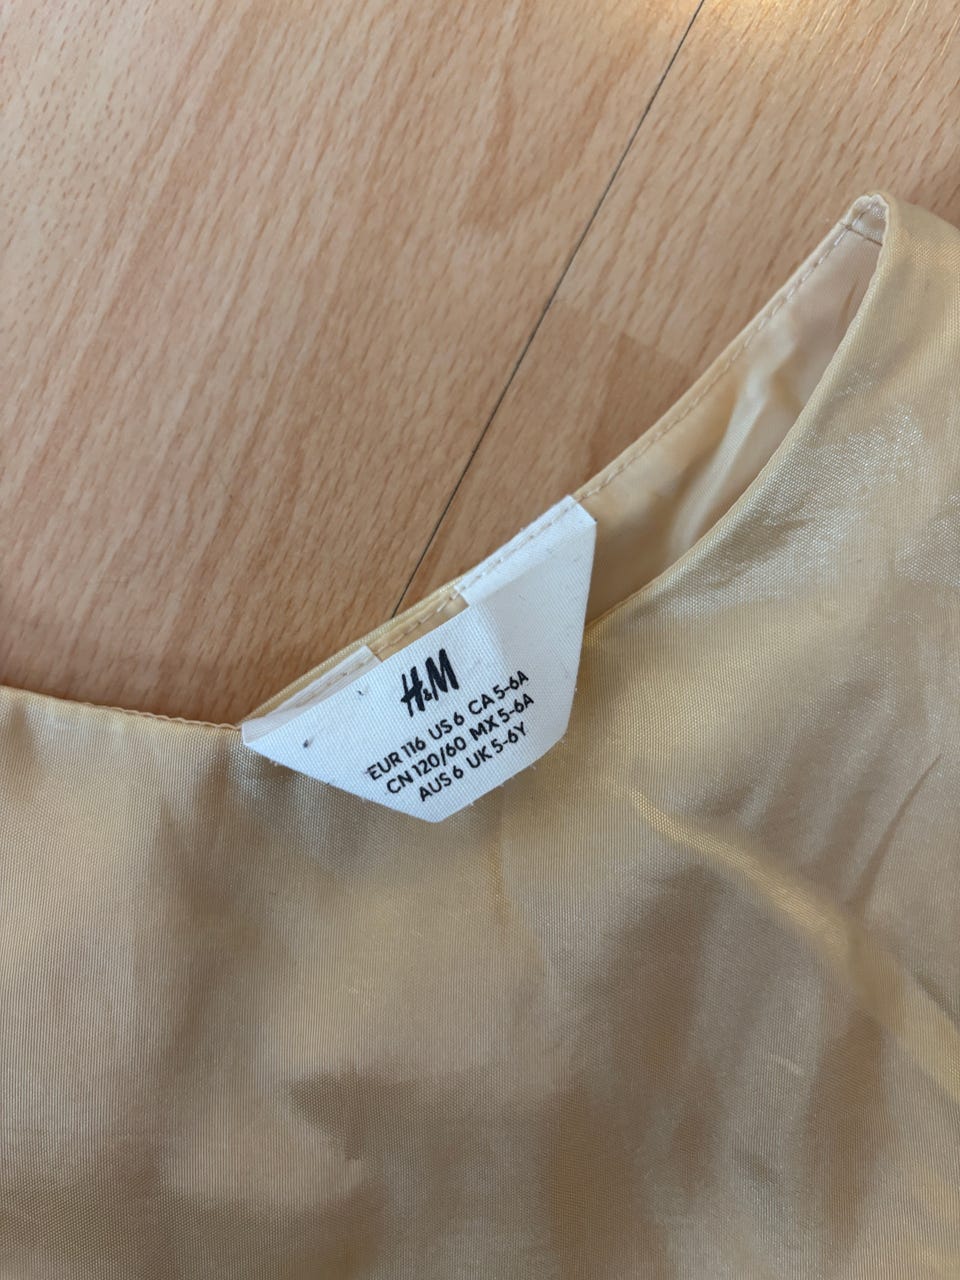 H&M
EUR 116 US 6 CA 5-6A
CN 120/60 MX 5-6A
AUS 6 UK 5-6Y